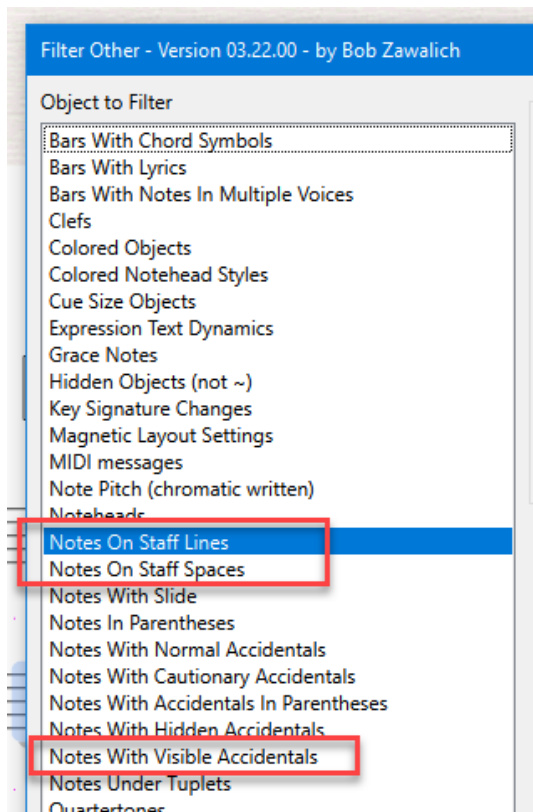 Filter Other - Version 03.22.00 - by Bob Zawalich
Object to Filter
Bars With Chord Symbols
Bars With Lyrics
Bars With Notes In Multiple Voices
Clefs
Colored Objects
Colored Notehead Styles
Cue Size Objects
Expression Text Dynamics
Grace Notes
Hidden Objects (not ~)
Key Signature Changes
Magnetic Layout Settings
MIDI messages
Note Pitch (chromatic written)
Noteheads
Notes On Staff Lines
Notes On Staff Spaces
Notes With Slide
Notes In Parentheses
Notes With Normal Accidentals
Notes With Cautionary Accidentals
Notes With Accidentals In Parentheses
Notes With Hidden Accidentals
Notes With Visible Accidentals
Notes Under Tuplets
Quartertones